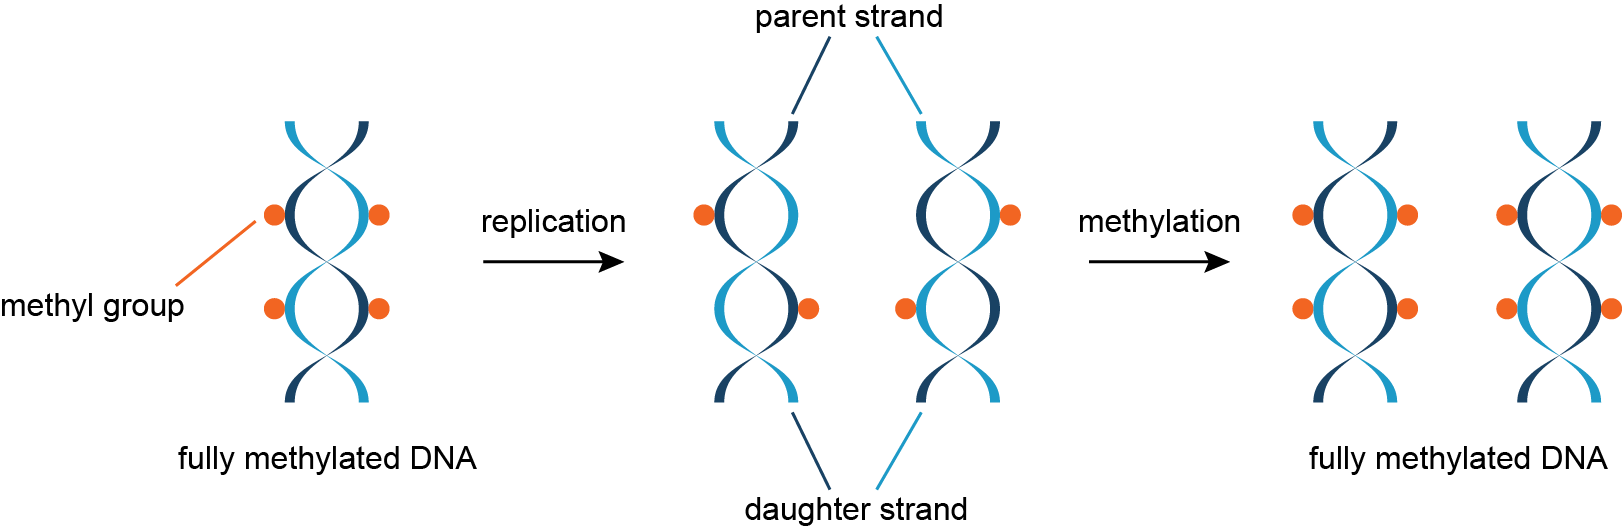 parent strand
replication
methylation
methyl group
fully methylated DNA
fully methylated DNA
daughter strand